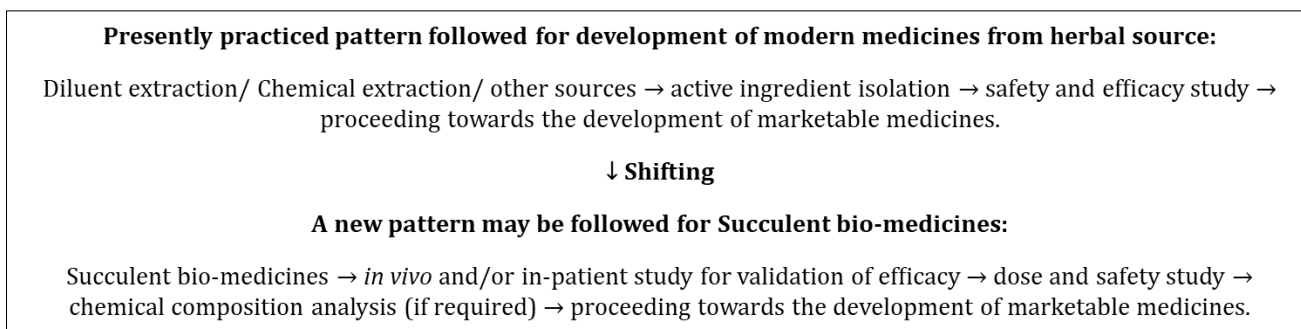 Presently practiced pattern followed for development of modern medicines from herbal source:
Diluent extraction/ Chemical extraction/ other sources → active ingredient isolation → safety and efficacy study →
proceeding towards the development of marketable medicines.
↓ Shifting
A new pattern may be followed for Succulent bio-medicines:
Succulent bio-medicines → in vivo and/or in-patient study for validation of efficacy → dose and safety study →
chemical composition analysis (if required) → proceeding towards the development of marketable medicines.